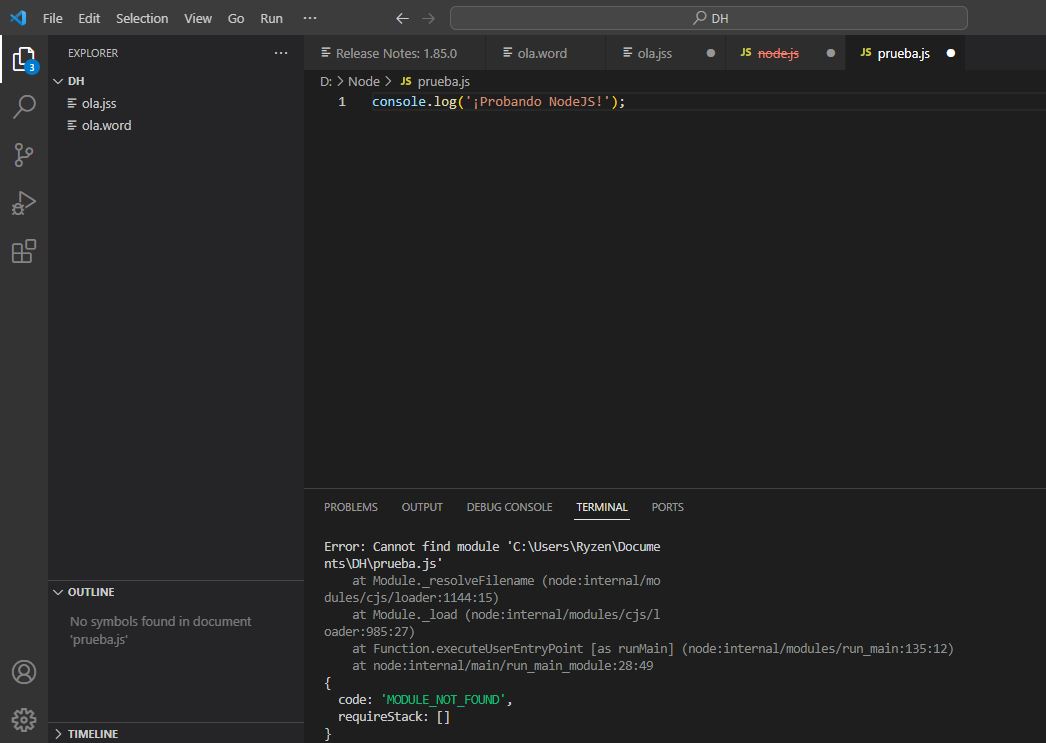 File Edit Selection View Go Run ··· ← → DH
EXPLORER ···
3
DH
ola.jss
ola.word
Release Notes: 1.85.0 ola.word ola.jss JS node.js JS prueba.js
D: > Node > JS prueba.js
1 console.log('¡Probando NodeJS!');
PROBLEMS OUTPUT DEBUG CONSOLE TERMINAL PORTS
Error: Cannot find module 'C:\Users\Ryzen\Docume
nts\DH\prueba.js'
at Module._resolveFilename (node:internal/mo
dules/cjs/loader:1144:15)
at Module._load (node:internal/modules/cjs/l
oader:985:27)
at Function.executeUserEntryPoint [as runMain] (node:internal/modules/run_main:135:12)
at node:internal/main/run_main_module:28:49
{
code: 'MODULE_NOT_FOUND',
requireStack: []
}
OUTLINE
No symbols found in document
'prueba.js'
TIMELINE